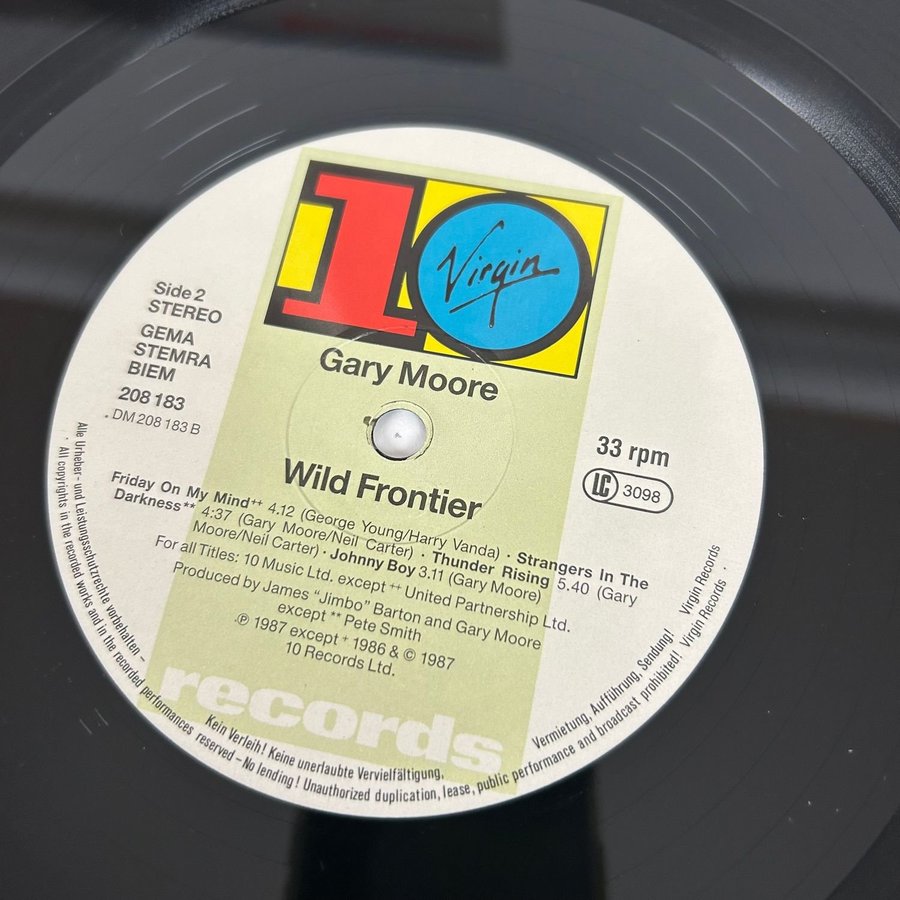 10
Virgin
Side 2
STEREO
GEMA
STEMRA
BIEM
208 183
. DM 208 183 B
Gary Moore
33 rpm
LC 3098
Wild Frontier
Friday On My Mind⁺⁺ 4.12 (George Young/Harry Vanda) · Strangers In The
Darkness** 4:37 (Gary Moore/Neil Carter) · Thunder Rising 5.40 (Gary
Moore/Neil Carter) · Johnny Boy 3.11 (Gary Moore)
For all Titles: 10 Music Ltd. except ⁺⁺ United Partnership Ltd.
Produced by James "Jimbo" Barton and Gary Moore
except ** Pete Smith
℗ 1987 except ⁺ 1986 & © 1987
10 Records Ltd.
records
Alle Urheber- und Leistungsschutzrechte vorbehalten – Kein Verleih! Keine unerlaubte Vervielfältigung, Vermietung, Aufführung, Sendung! Virgin Records
· All copyrights in the recorded works and in the recorded performances reserved – No lending! Unauthorized duplication, lease, public performance and broadcast prohibited! Virgin Records ·